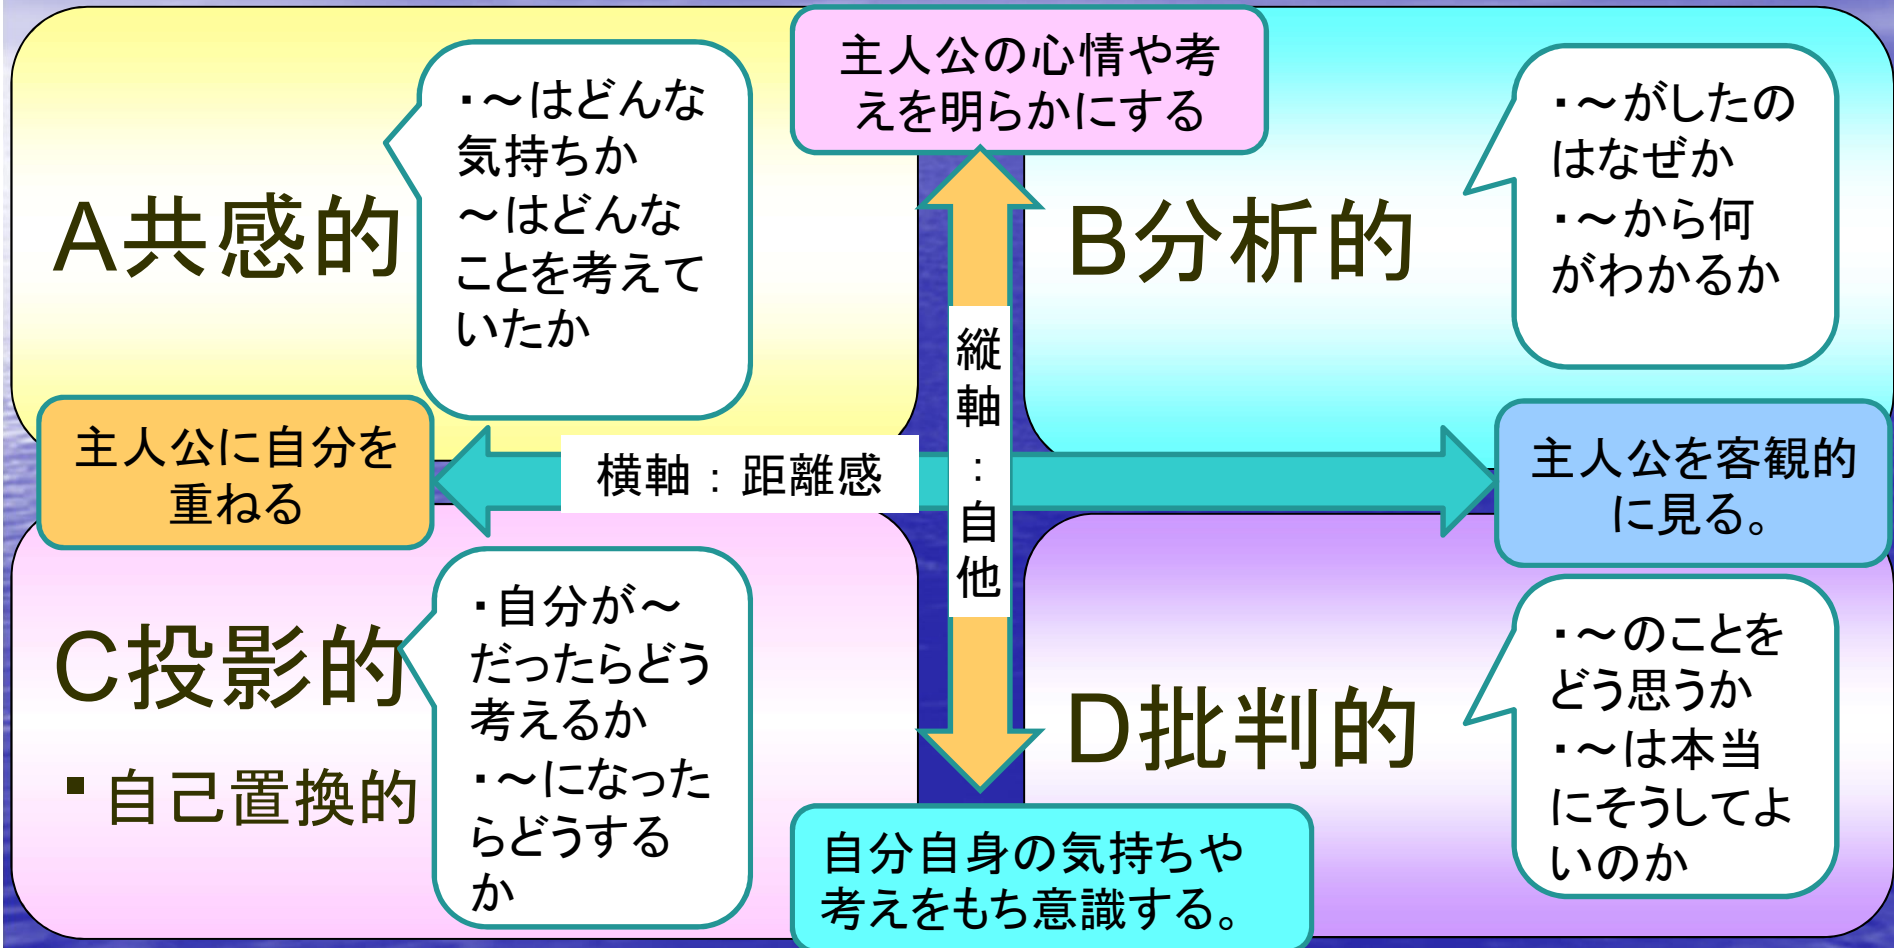 主人公の心情や考
えを明らかにする
A共感的
・～はどんな
気持ちか
～はどんな
ことを考えて
いたか
B分析的
・～がしたの
はなぜか
・～から何
がわかるか
主人公に自分を
重ねる
横軸：距離感
縦軸：自他
主人公を客観的
に見る。
C投影的
▪自己置換的
・自分が～
だったらどう
考えるか
・～になった
らどうする
か
D批判的
・～のことを
どう思うか
・～は本当
にそうしてよ
いのか
自分自身の気持ちや
考えをもち意識する。